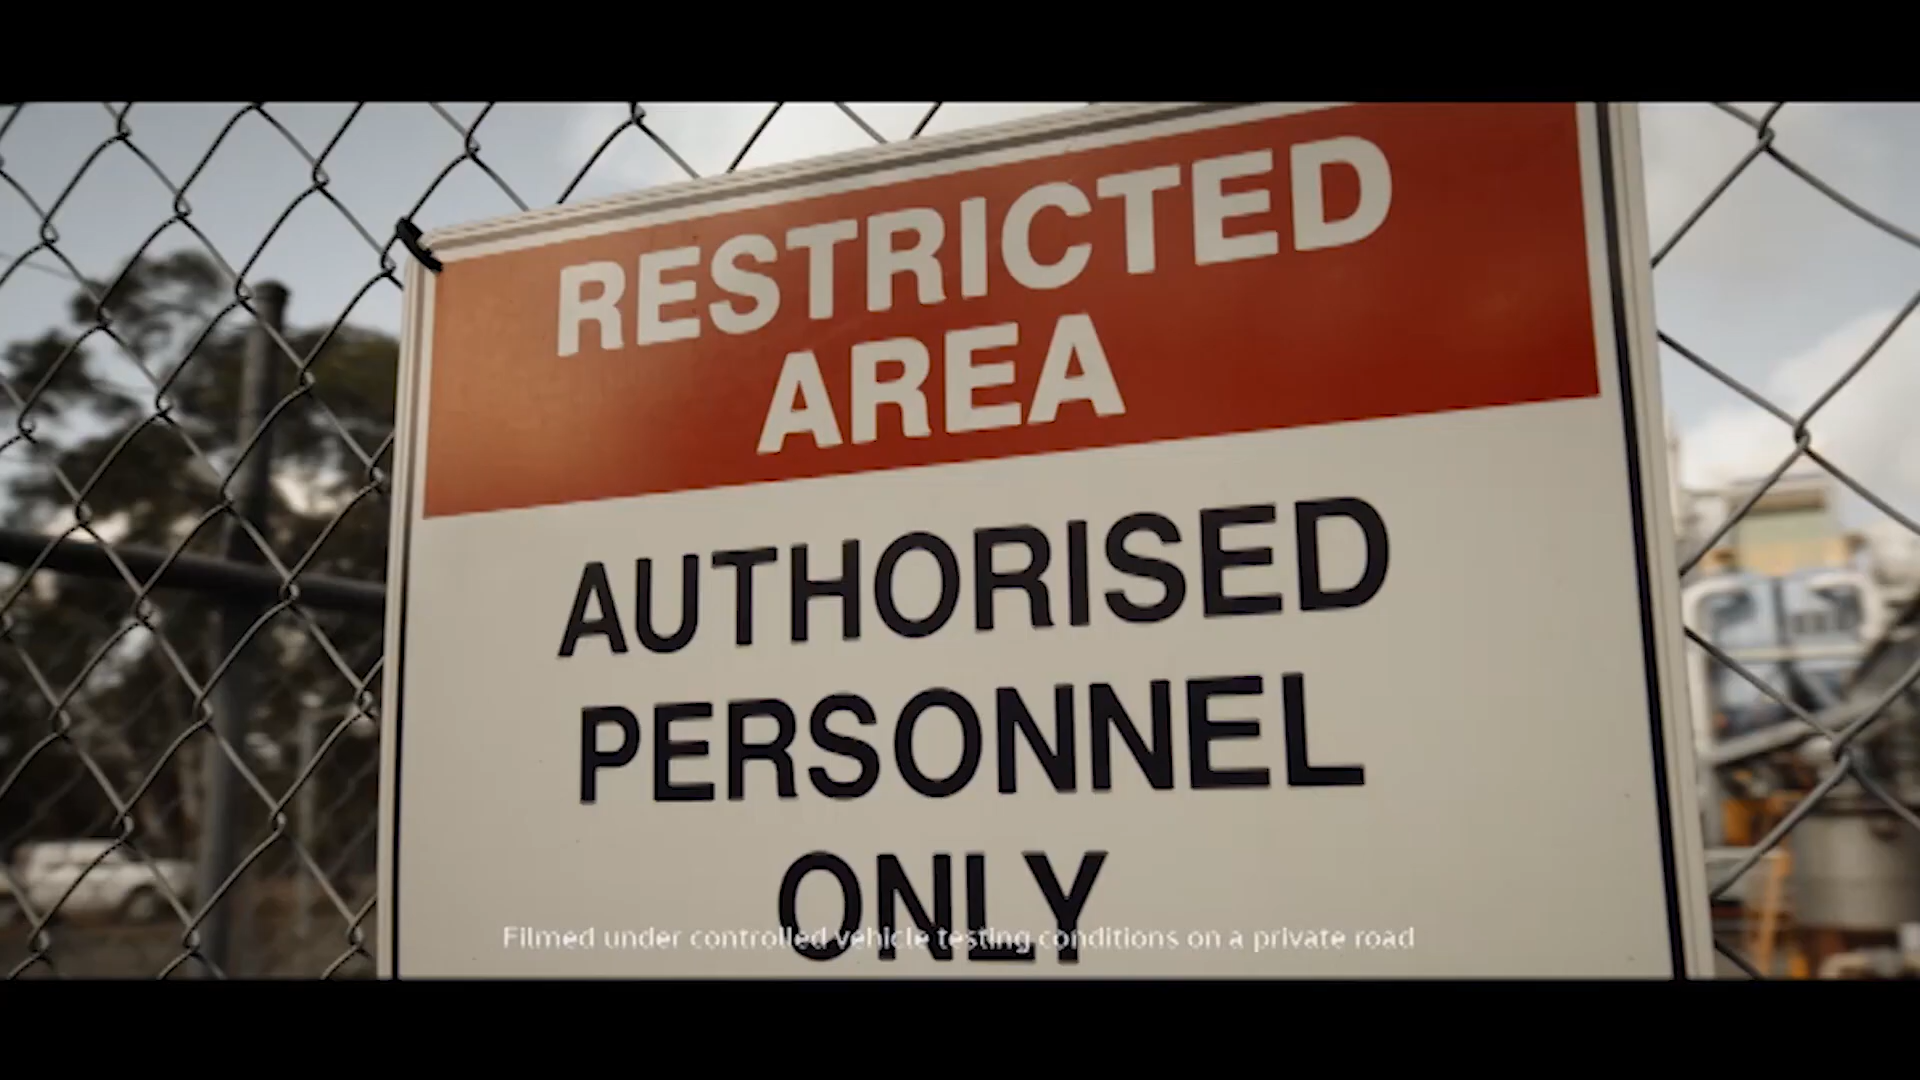 RESTRICTED
AREA
AUTHORISED
PERSONNEL
ONLY
Filmed under controlled vehicle testing conditions on a private road